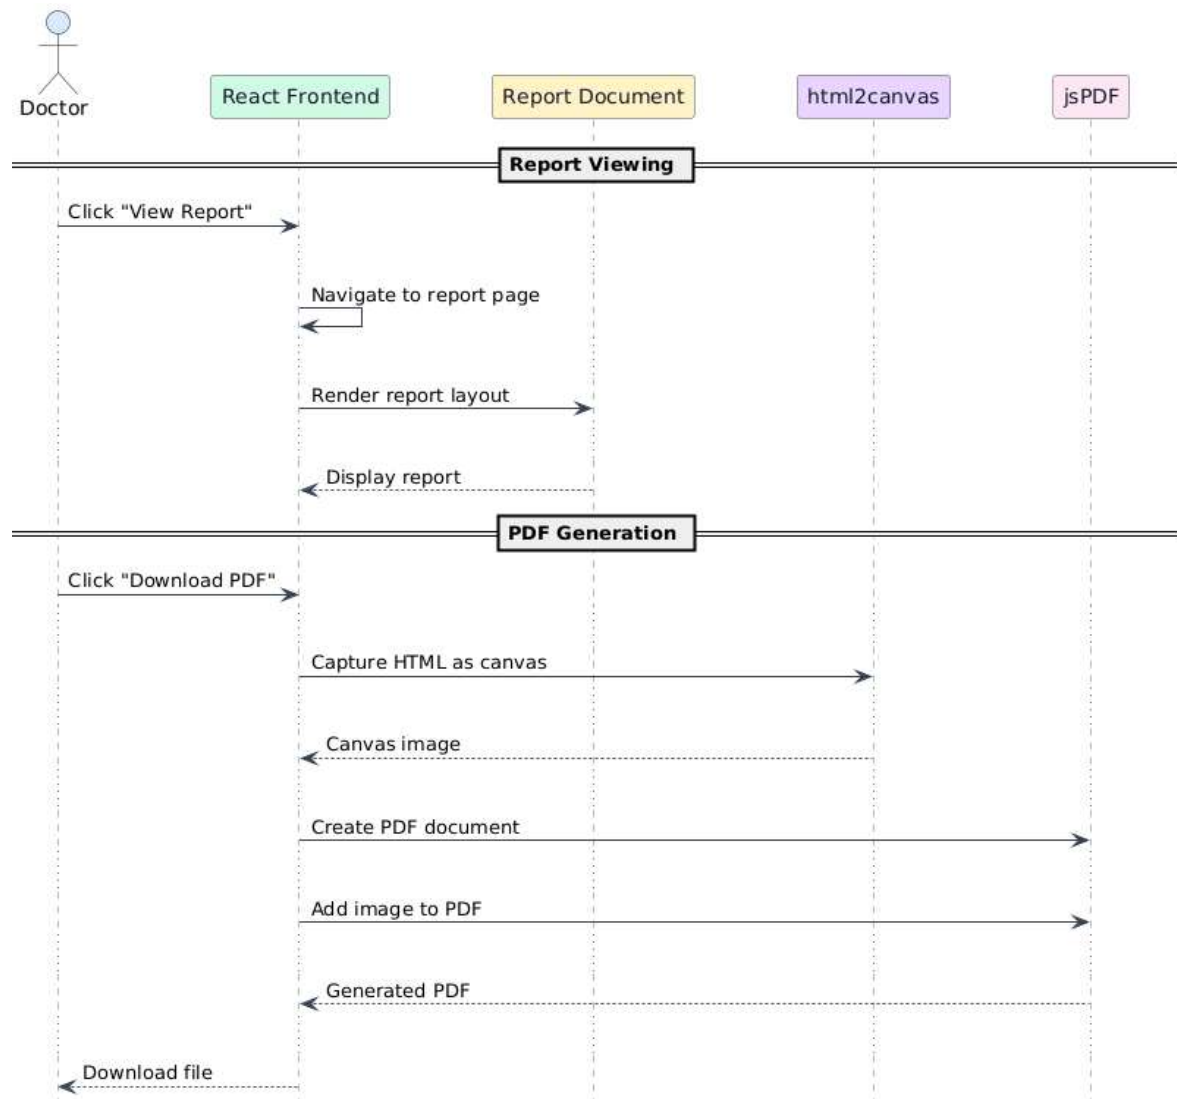 Doctor
React Frontend
Report Document
html2canvas
jsPDF
Report Viewing
Click "View Report"
Navigate to report page
Render report layout
Display report
PDF Generation
Click "Download PDF"
Capture HTML as canvas
Canvas image
Create PDF document
Add image to PDF
Generated PDF
Download file